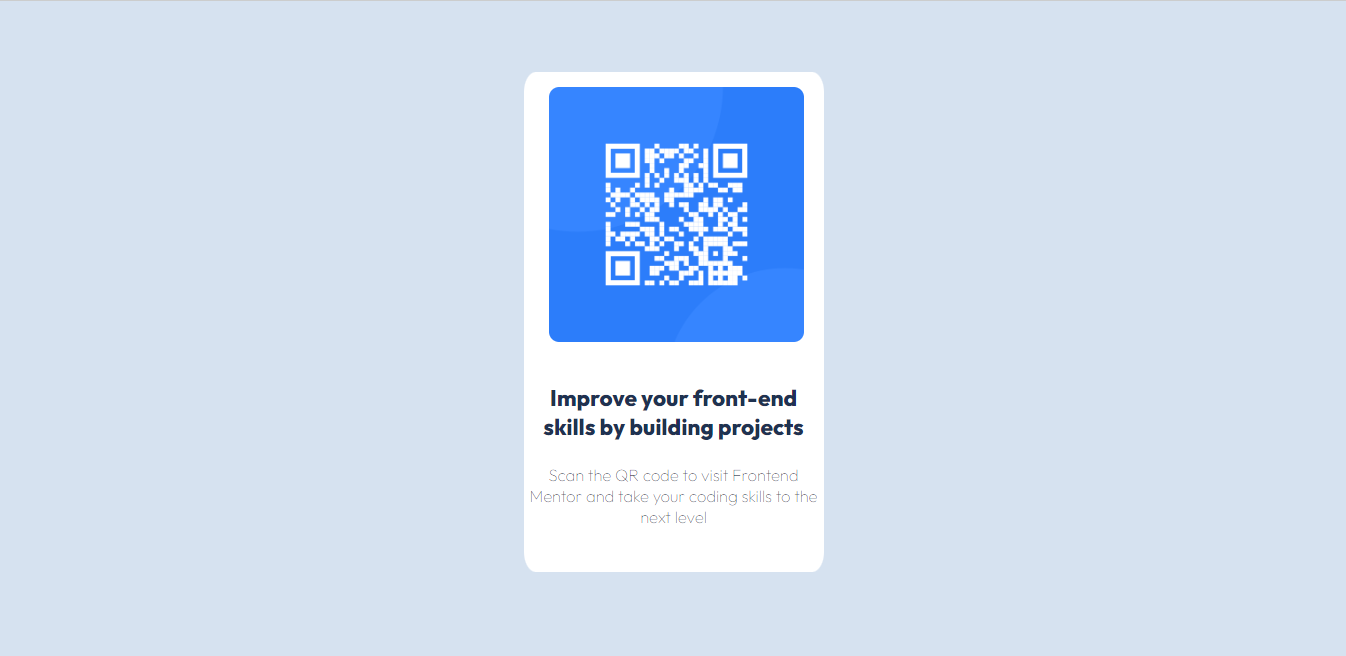 Improve your front-end
skills by building projects
Scan the QR code to visit Frontend
Mentor and take your coding skills to the
next level